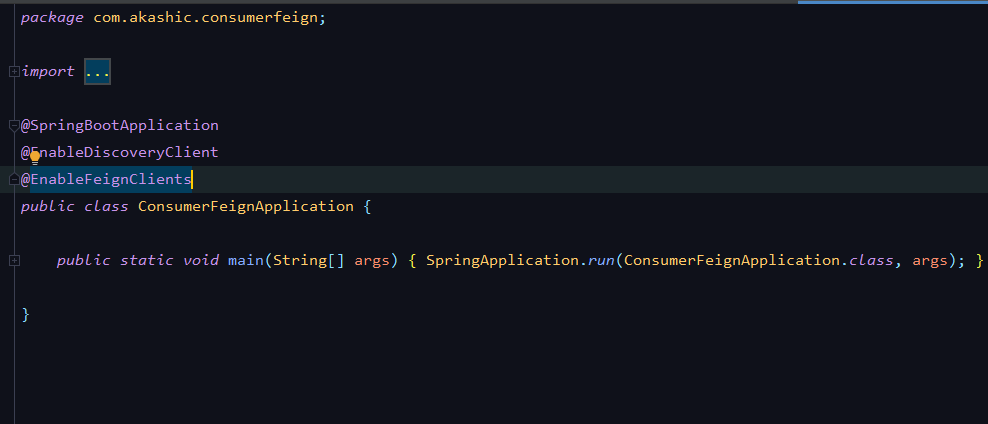 package com.akashic.consumerfeign;
import ...
@SpringBootApplication
@EnableDiscoveryClient
@EnableFeignClients
public class ConsumerFeignApplication {
public static void main(String[] args) { SpringApplication.run(ConsumerFeignApplication.class, args); }
}